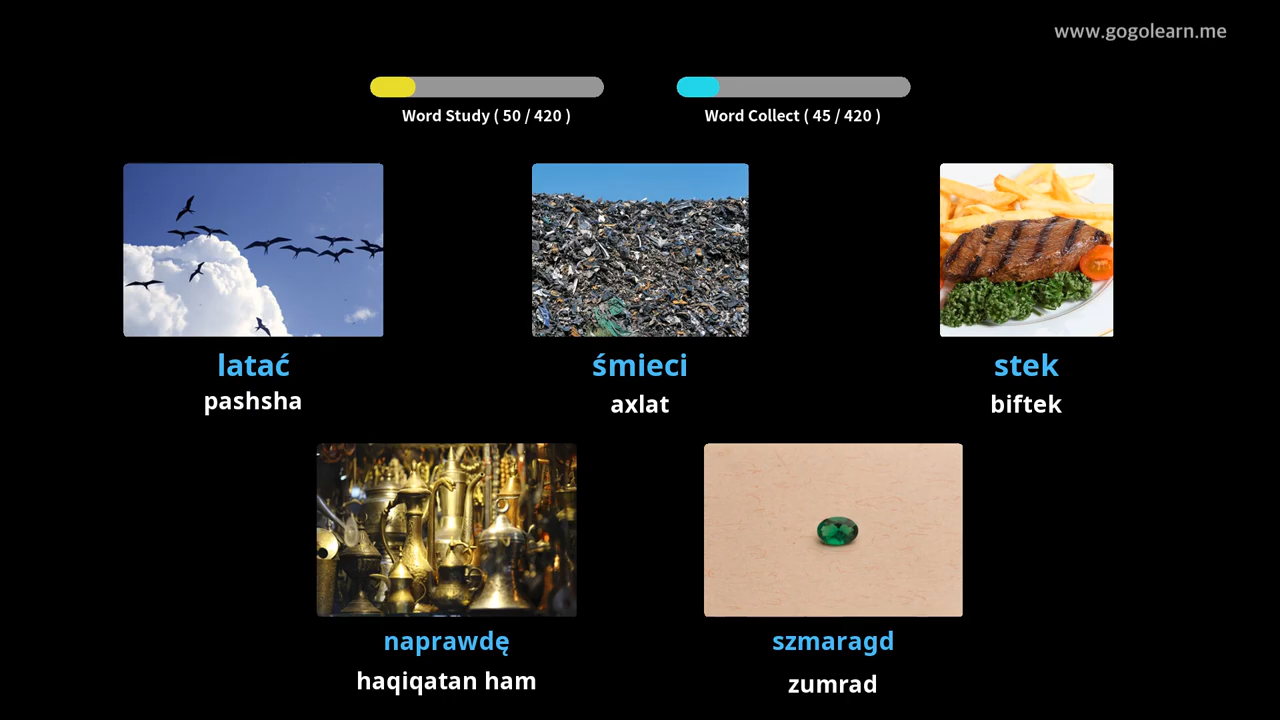 www.gogolearn.me
Word Study ( 50 / 420 )
Word Collect ( 45 / 420 )
latać
pashsha
śmieci
axlat
stek
biftek
naprawdę
haqiqatan ham
szmaragd
zumrad